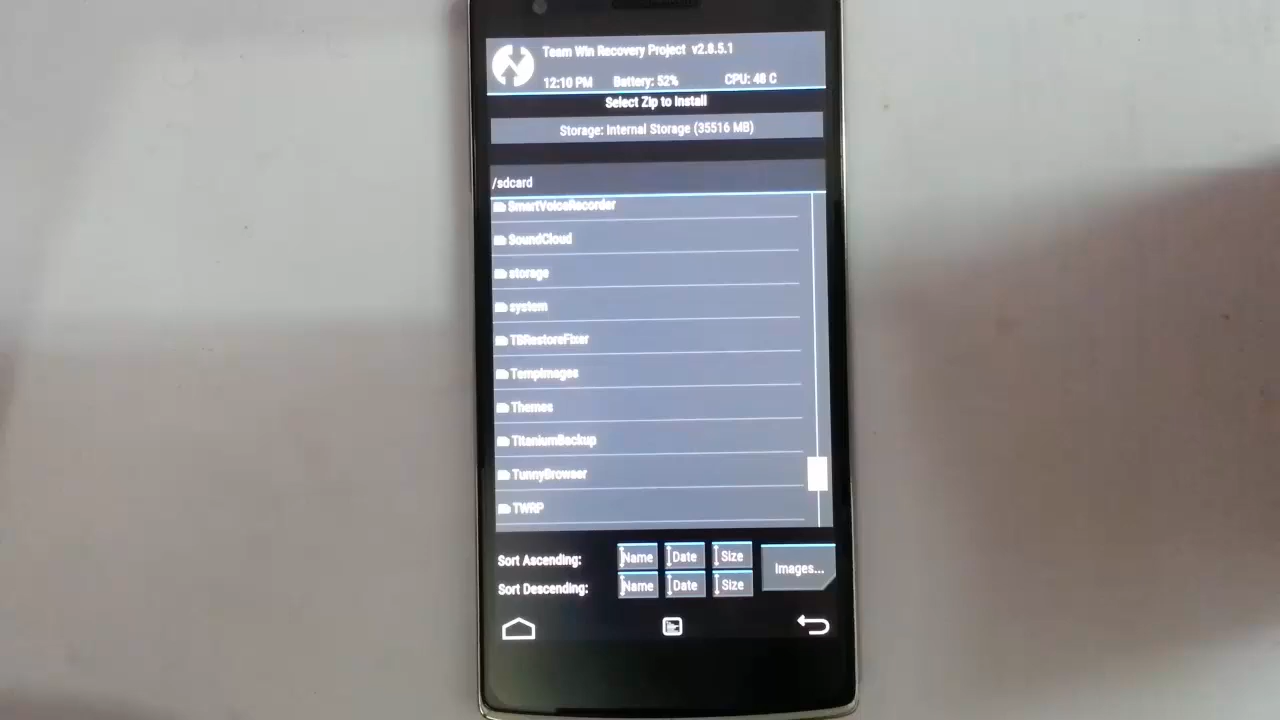 Team Win Recovery Project v2.8.5.1
12:10 PM Battery: 52% CPU: 48 C
Select Zip to Install
Storage: Internal Storage (35516 MB)
/sdcard
SmartVoiceRecorder
SoundCloud
storage
system
TBRestoreFixer
TempImages
Themes
TitaniumBackup
TunnyBrowser
TWRP
Sort Ascending: Name Date Size
Images...
Sort Descending: Name Date Size